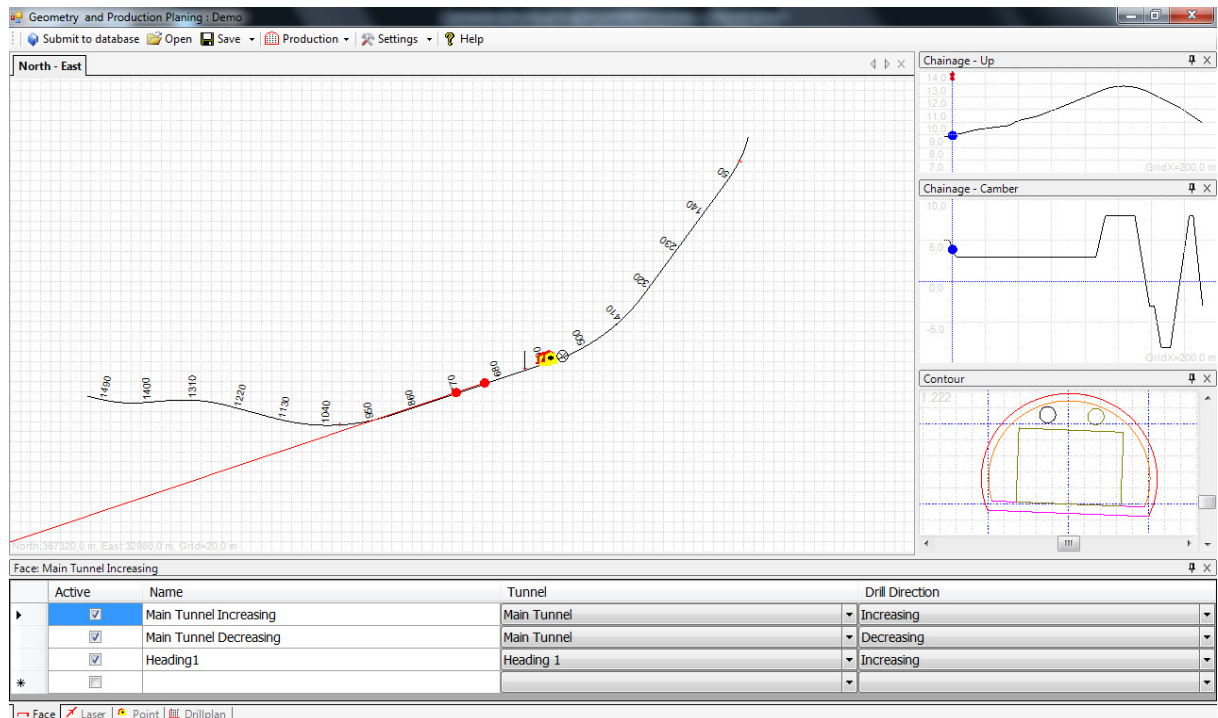 Geometry and Production Planing : Demo
Submit to database Open Save Production Settings Help
North - East
50
140
230
320
410
500
680
770
860
950
1040
1130
1220
1310
1400
1490
North:367320,0 m, East:32980,0 m, Grid=20,0 m
Chainage - Up
14,0
13,0
12,0
11,0
10,0
9,0
8,0
7,0
GridX=200,0 m
Chainage - Camber
10,0
5,0
0,0
-5,0
GridX=200,0 m
Contour
1 222
Face: Main Tunnel Increasing
Active Name Tunnel Drill Direction
Main Tunnel Increasing Main Tunnel Increasing
Main Tunnel Decreasing Main Tunnel Decreasing
Heading1 Heading 1 Increasing
Face Laser Point Drillplan